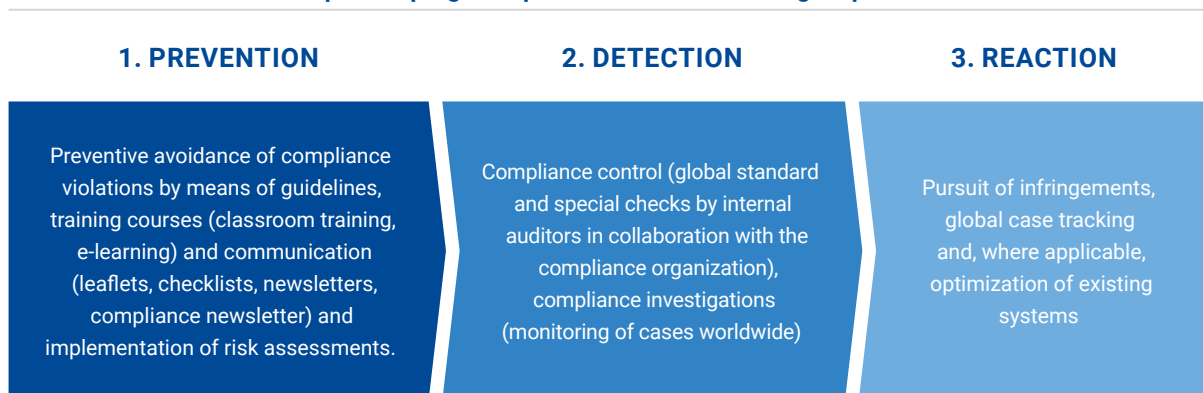 1. PREVENTION
2. DETECTION
3. REACTION
Preventive avoidance of compliance
violations by means of guidelines,
training courses (classroom training,
e-learning) and communication
(leaflets, checklists, newsletters,
compliance newsletter) and
implementation of risk assessments.
Compliance control (global standard
and special checks by internal
auditors in collaboration with the
compliance organization),
compliance investigations
(monitoring of cases worldwide)
Pursuit of infringements,
global case tracking
and, where applicable,
optimization of existing
systems